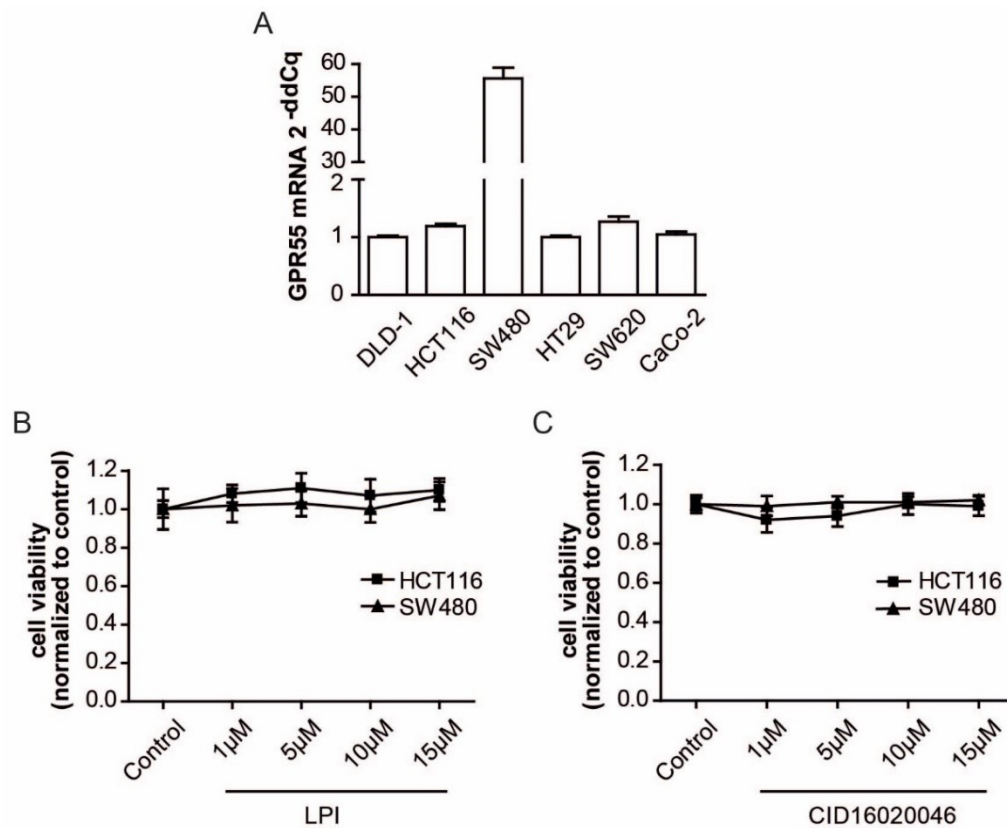 A
GPR55 mRNA 2^-ddCq
60
50
40
30
2
1
0
DLD-1
HCT116
SW480
HT29
SW620
CaCo-2
B
cell viability
(normalized to control)
1.2
1.0
0.8
0.6
0.4
0.2
0.0
HCT116
SW480
Control
1µM
5µM
10µM
15µM
LPI
C
cell viability
(normalized to control)
1.2
1.0
0.8
0.6
0.4
0.2
0.0
HCT116
SW480
Control
1µM
5µM
10µM
15µM
CID16020046